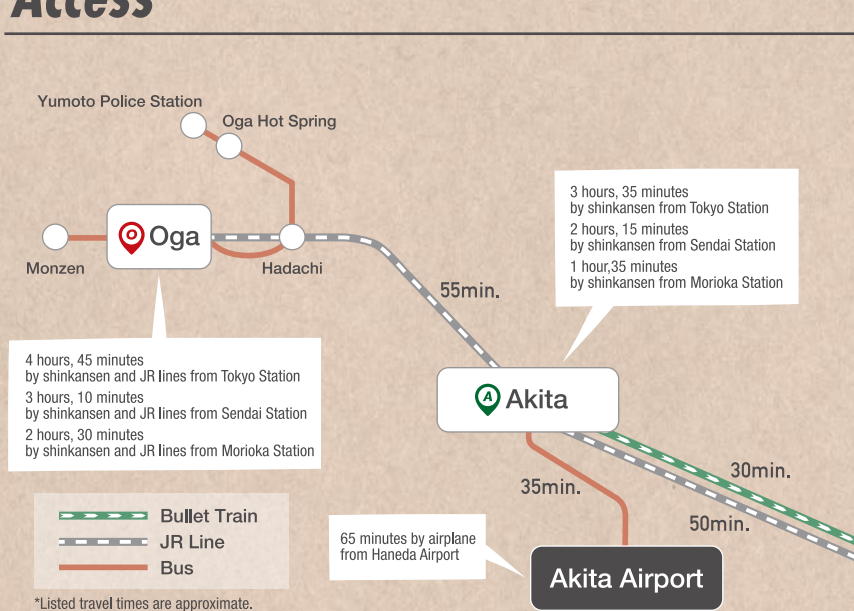 Access
Yumoto Police Station
Oga Hot Spring
O Oga
Monzen
Hadachi
55min.
3 hours, 35 minutes
by shinkansen from Tokyo Station
2 hours, 15 minutes
by shinkansen from Sendai Station
1 hour,35 minutes
by shinkansen from Morioka Station
4 hours, 45 minutes
by shinkansen and JR lines from Tokyo Station
3 hours, 10 minutes
by shinkansen and JR lines from Sendai Station
2 hours, 30 minutes
by shinkansen and JR lines from Morioka Station
A Akita
30min.
35min.
50min.
Bullet Train
JR Line
Bus
65 minutes by airplane
from Haneda Airport
Akita Airport
*Listed travel times are approximate.